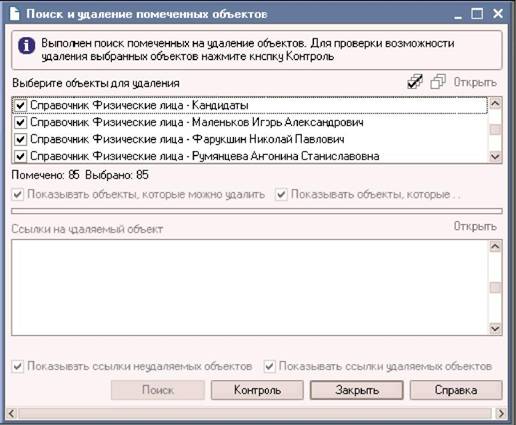 Поиск и удаление помеченных объектов
Выполнен поиск помеченных на удаление объектов. Для проверки возможности
удаления выбранных объектов нажмите кнопку Контроль
Выберите объекты для удаления Открыть
Справочник Физические лица - Кандидаты
Справочник Физические лица - Маленков Игорь Александрович
Справочник Физические лица - Фарукшин Николай Павлович
Справочник Физические лица - Румянцева Антонина Станиславовна
Помечено: 85 Выбрано: 85
Показывать объекты, которые можно удалить Показывать объекты, которые . .
Ссылки на удаляемый объект Открыть
Показывать ссылки неудаляемых объектов Показывать ссылки удаляемых объектов
Поиск Контроль Закрыть Справка